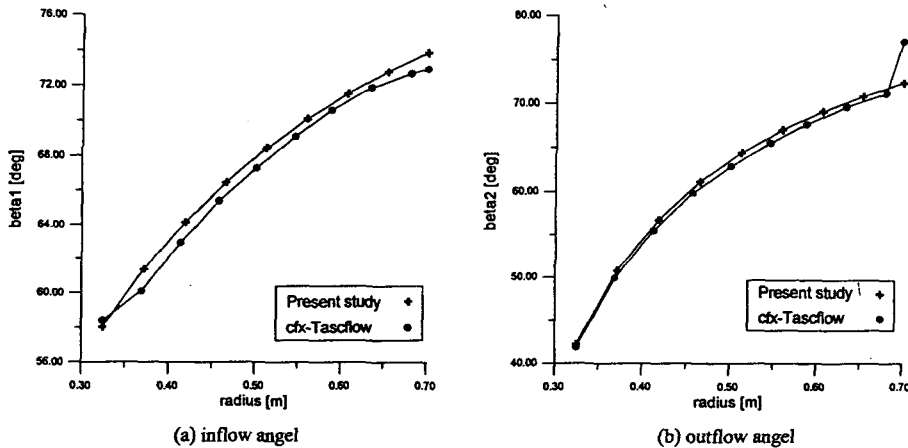 76.00
72.00
68.00
64.00
60.00
56.00
beta1 [deg]
0.30
0.40
0.50
0.60
0.70
radius [m]
Present study
cfx-Tascflow
(a) inflow angel
80.00
70.00
60.00
50.00
40.00
beta2 [deg]
0.30
0.40
0.50
0.60
0.70
radius [m]
Present study
cfx-Tascflow
(b) outflow angel